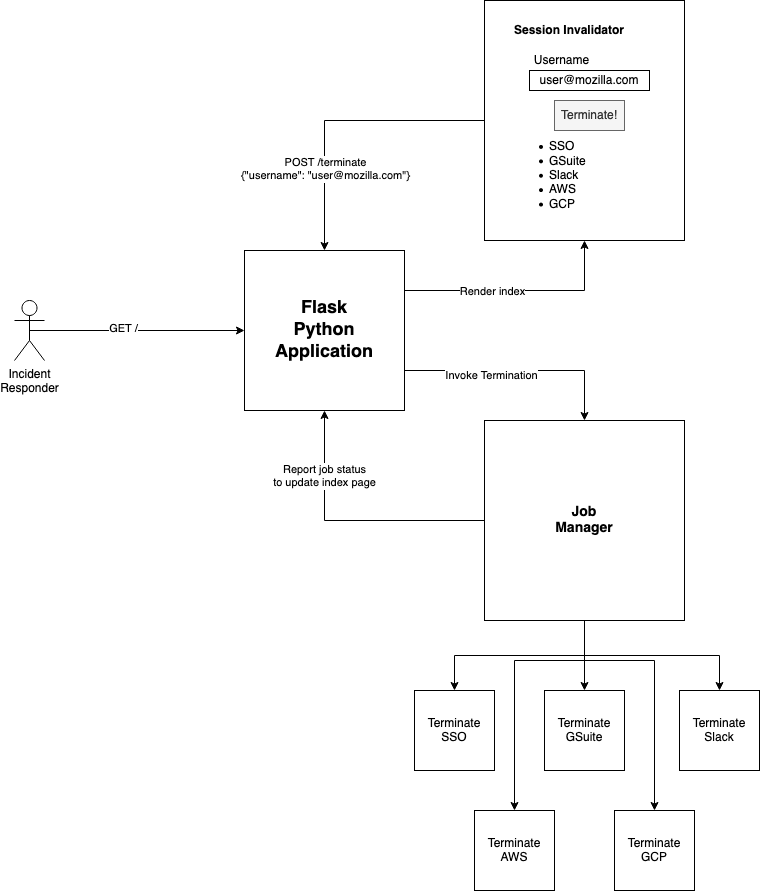 Session Invalidator
Username
user@mozilla.com
Terminate!
• SSO
• GSuite
• Slack
• AWS
• GCP
POST /terminate
{"username": "user@mozilla.com"}
Flask
Python
Application
Render index
GET /
Incident
Responder
Invoke Termination
Report job status
to update index page
Job
Manager
Terminate
SSO
Terminate
GSuite
Terminate
Slack
Terminate
AWS
Terminate
GCP